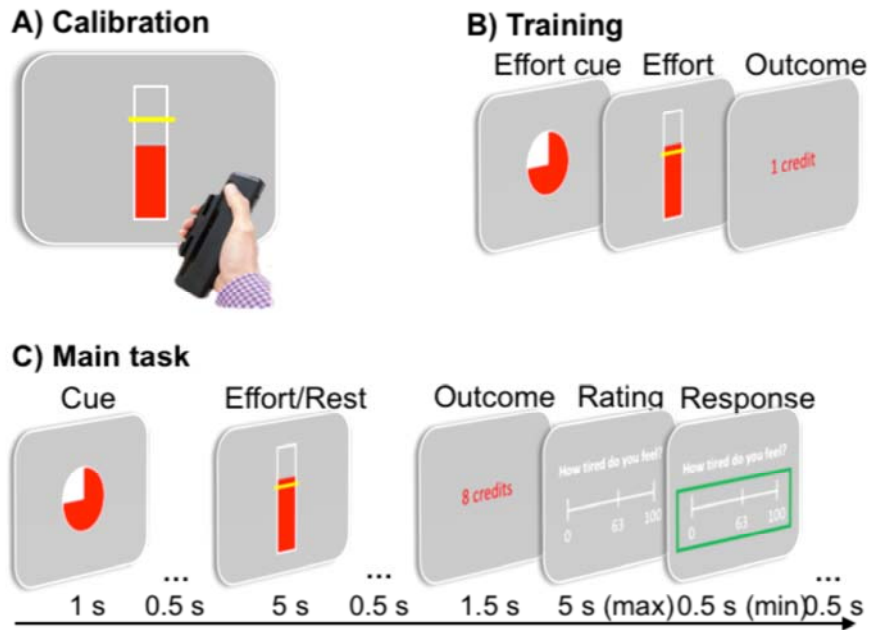 A) Calibration
B) Training
Effort cue Effort Outcome
1 credit
C) Main task
Cue Effort/Rest Outcome Rating Response
8 credits
How tired do you feel?
0 63 100
How tired do you feel?
0 63 100
... ... ...
1 s 0.5 s 5 s 0.5 s 1.5 s 5 s (max) 0.5 s (min) 0.5 s